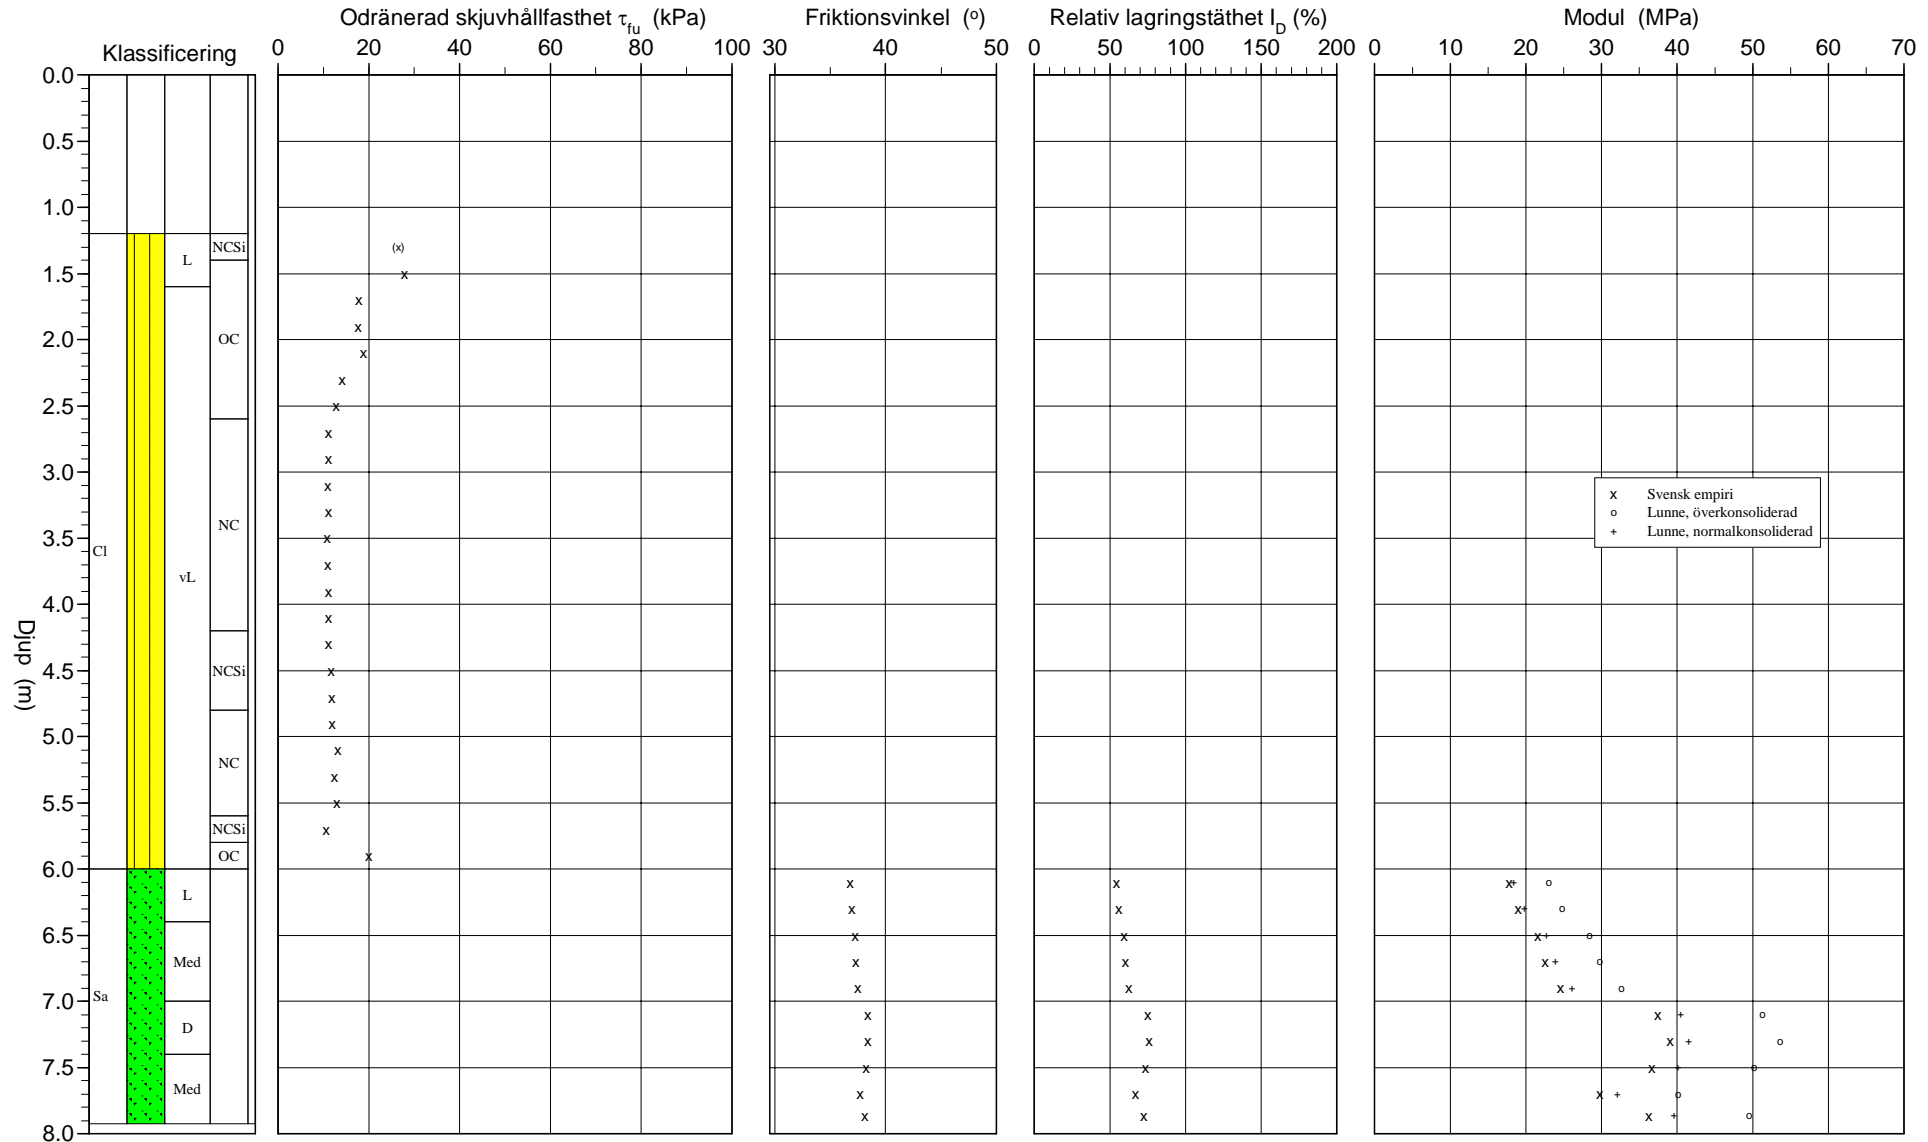 Odränerad skjuvhållfasthet τfu (kPa)
Friktionsvinkel (o)
Relativ lagringstäthet ID (%)
Modul (MPa)
Klassificering
0 20 40 60 80 100
30 40 50
0 50 100 150 200
0 10 20 30 40 50 60 70
0.0
0.5
1.0
1.5
2.0
2.5
3.0
3.5
4.0
4.5
5.0
5.5
6.0
6.5
7.0
7.5
8.0
Djup (m)
Cl
Sa
L
vL
L
Med
D
Med
NCSi
OC
NC
NCSi
NC
NCSi
OC
(x)
x Svensk empiri
o Lunne, överkonsoliderad
+ Lunne, normalkonsoliderad